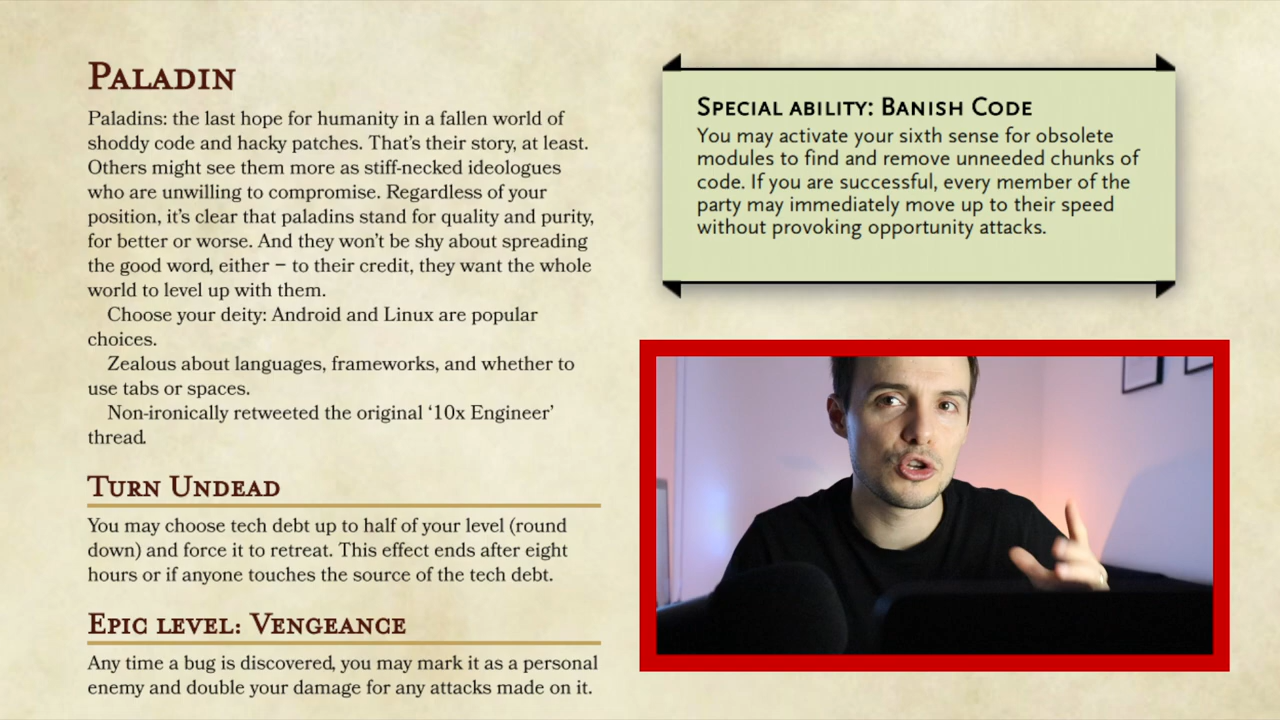 Paladin
Paladins: the last hope for humanity in a fallen world of
shoddy code and hacky patches. That's their story, at least.
Others might see them more as stiff-necked ideologues
who are unwilling to compromise. Regardless of your
position, it's clear that paladins stand for quality and purity,
for better or worse. And they won't be shy about spreading
the good word, either – to their credit, they want the whole
world to level up with them.
Choose your deity: Android and Linux are popular
choices.
Zealous about languages, frameworks, and whether to
use tabs or spaces.
Non-ironically retweeted the original ‘10x Engineer’
thread.
Turn Undead
You may choose tech debt up to half of your level (round
down) and force it to retreat. This effect ends after eight
hours or if anyone touches the source of the tech debt.
Epic level: Vengeance
Any time a bug is discovered, you may mark it as a personal
enemy and double your damage for any attacks made on it.
Special ability: Banish Code
You may activate your sixth sense for obsolete
modules to find and remove unneeded chunks of
code. If you are successful, every member of the
party may immediately move up to their speed
without provoking opportunity attacks.